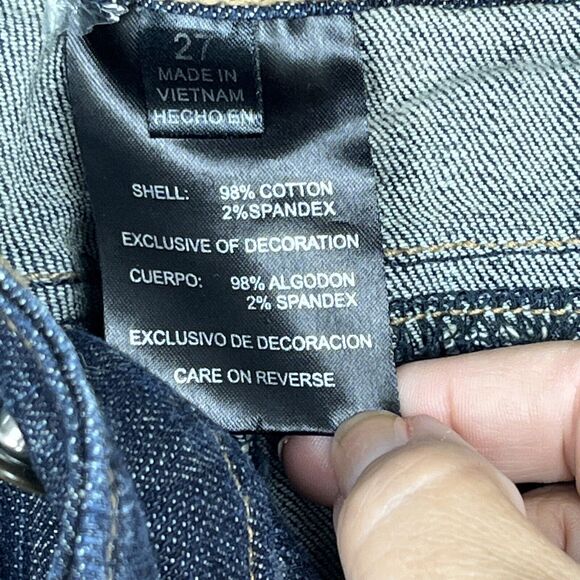 27
MADE IN
VIETNAM
HECHO EN
SHELL: 98% COTTON
2%SPANDEX
EXCLUSIVE OF DECORATION
CUERPO: 98% ALGODON
2% SPANDEX
EXCLUSIVO DE DECORACION
CARE ON REVERSE